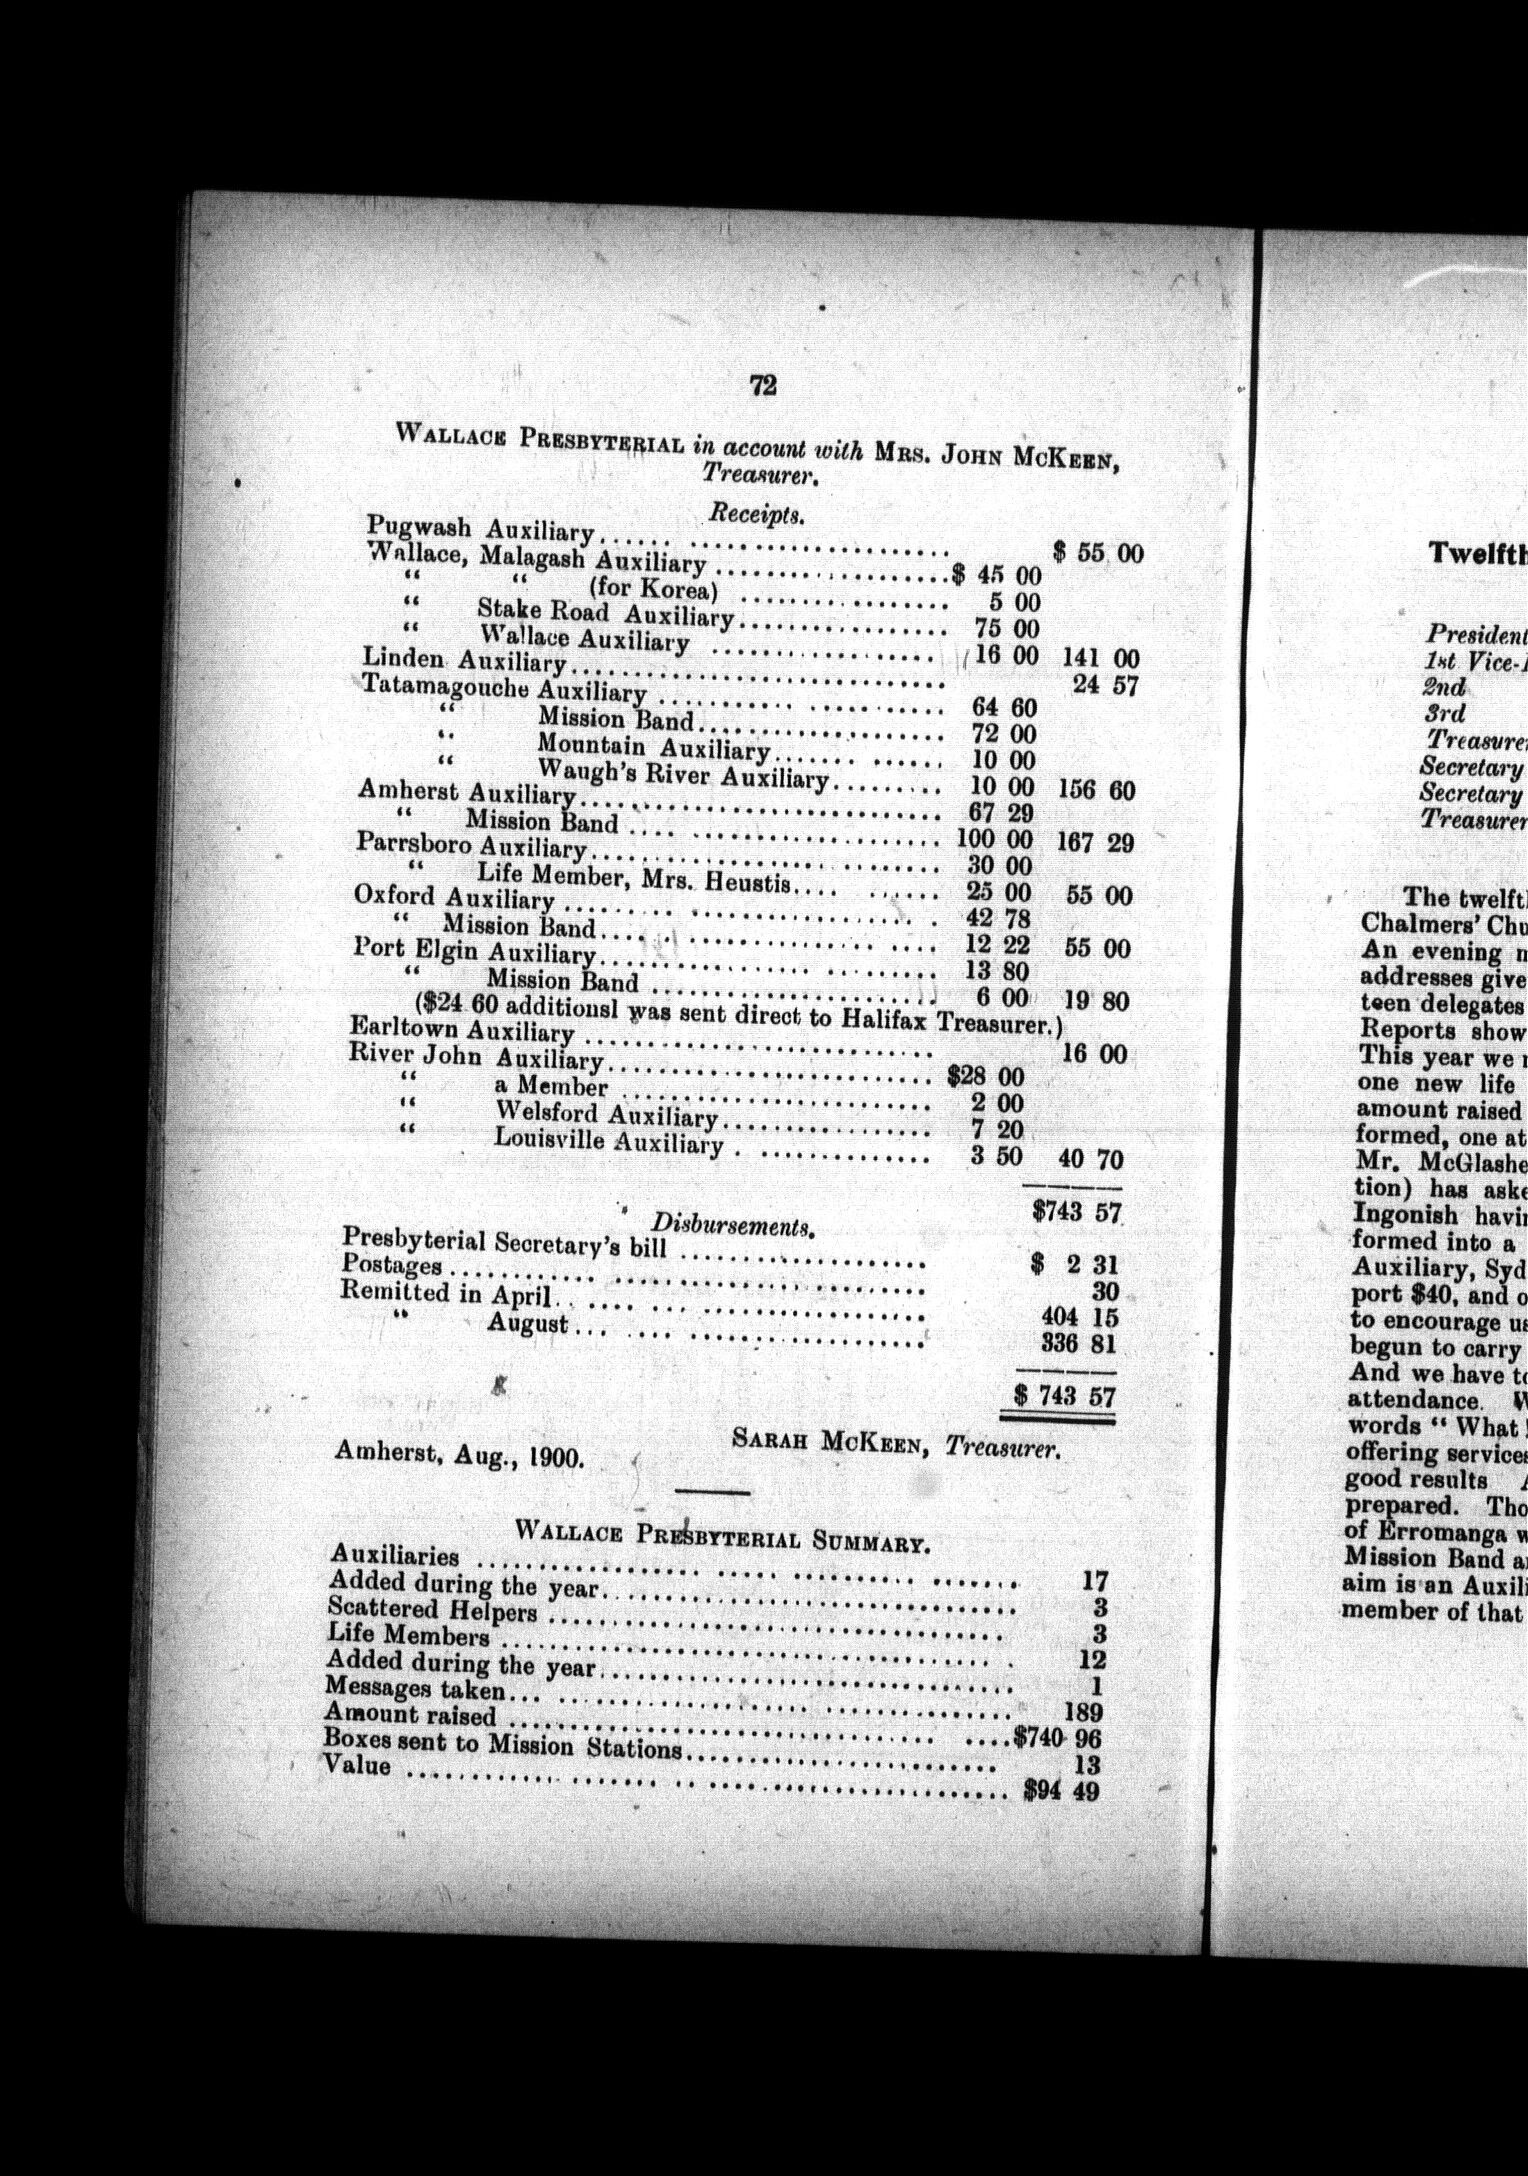 72
WALLACE PRESBYTERIAL in account with MRS. JOHN MCKEEN,
Treasurer.
Receipts.
Pugwash Auxiliary...... .................... $ 55 00
Wallace, Malagash Auxiliary ...................$ 45 00
“ “ (for Korea) ................. 5 00
“ Stake Road Auxiliary................. 75 00
“ Wallace Auxiliary .................. 16 00 141 00
Linden Auxiliary.............................. 24 57
Tatamagouche Auxiliary ........... ........... 64 60
“ Mission Band.................... 72 00
“ Mountain Auxiliary....... ...... 10 00
“ Waugh's River Auxiliary......... 10 00 156 60
Amherst Auxiliary............................. 67 29
“ Mission Band .... .................... 100 00 167 29
Parrsboro Auxiliary............................ 30 00
“ Life Member, Mrs. Heustis.... ...... 25 00 55 00
Oxford Auxiliary ......... .................. . 42 78
“ Mission Band.... ............... .... 12 22 55 00
Port Elgin Auxiliary................. ......... 13 80
“ Mission Band ....................... 6 00 19 80
($24 60 additionsl was sent direct to Halifax Treasurer.)
Earltown Auxiliary ............................ 16 00
River John Auxiliary..........................$28 00
“ a Member ........................ 2 00
“ Welsford Auxiliary................. 7 20
“ Louisville Auxiliary . .............. 3 50 40 70
$743 57
Disbursements.
Presbyterial Secretary's bill .................... $ 2 31
Postages............. ........................ 30
Remitted in April.. .... ... .................. 404 15
“ August... .... ................... 336 81
$ 743 57
SARAH MCKEEN, Treasurer.
Amherst, Aug., 1900.
WALLACE PRESBYTERIAL SUMMARY.
Auxiliaries ................. ..... .......... ....... 17
Added during the year.................................. 3
Scattered Helpers .................................... 3
Life Members ..................................... . 12
Added during the year.................................. 1
Messages taken... .................... ............... 189
Amount raised ................................... ....$740 96
Boxes sent to Mission Stations......................... 13
Value ............ ....... .. ........................ $94 49
Twelfth
President
2nd
3rd
Treasurer
Secretary
Secretary
Treasurer
The twelft
Chalmers' Chu
An evening m
addresses give
teen delegates
Reports show
This year we
one new life
amount raised
formed, one at
Mr. McGlashe
tion) has aske
Ingonish havin
formed into a
Auxiliary, Syd
port $40, and o
to encourage us
begun to carry
And we have to
attendance. W
words “ What
offering services
good results
prepared. Tho
of Erromanga w
Mission Band a
aim is an Auxili
member of that